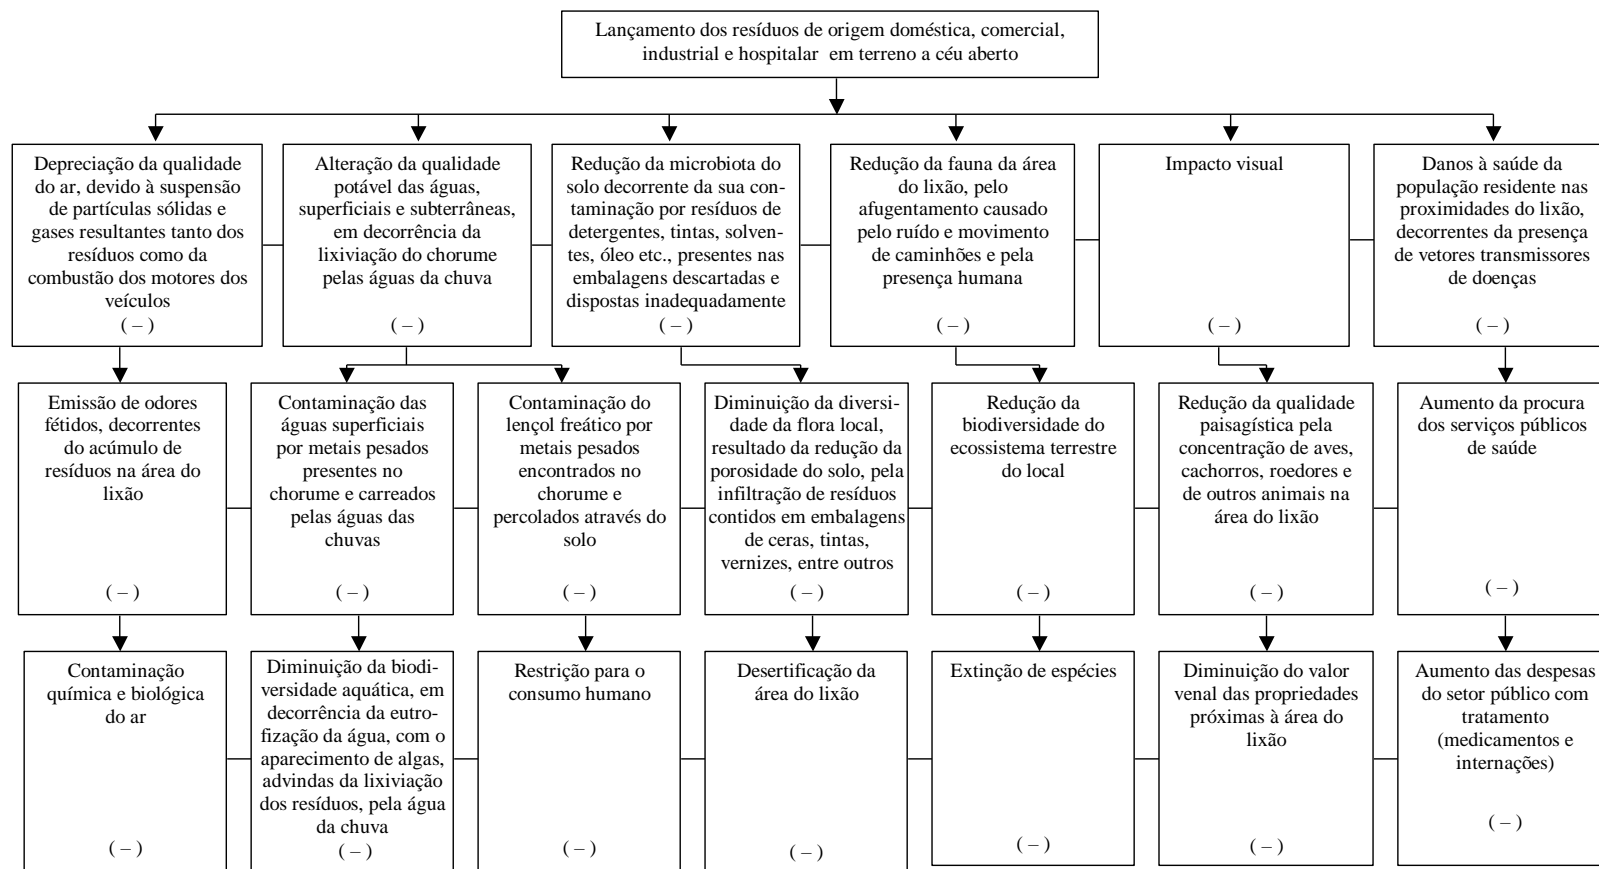 Lançamento dos resíduos de origem doméstica, comercial,
industrial e hospitalar em terreno a céu aberto
Depreciação da qualidade
do ar, devido à suspensão
de partículas sólidas e
gases resultantes tanto dos
resíduos como da
combustão dos motores dos
veículos
( – )
Alteração da qualidade
potável das águas,
superficiais e subterrâneas,
em decorrência da
lixiviação do chorume
pelas águas da chuva
( – )
Redução da microbiota do
solo decorrente da sua con-
taminação por resíduos de
detergentes, tintas, solven-
tes, óleo etc., presentes nas
embalagens descartadas e
dispostas inadequadamente
( – )
Redução da fauna da área
do lixão, pelo
afugentamento causado
pelo ruído e movimento
de caminhões e pela
presença humana
( – )
Impacto visual
( – )
Danos à saúde da
população residente nas
proximidades do lixão,
decorrentes da presença
de vetores transmissores
de doenças
( – )
Emissão de odores
fétidos, decorrentes
do acúmulo de
resíduos na área do
lixão
( – )
Contaminação das
águas superficiais
por metais pesados
presentes no
chorume e carreados
pelas águas das
chuvas
( – )
Contaminação do
lençol freático por
metais pesados
encontrados no
chorume e
percolados através do
solo
( – )
Diminuição da diversi-
dade da flora local,
resultado da redução da
porosidade do solo, pela
infiltração de resíduos
contidos em embalagens
de ceras, tintas,
vernizes, entre outros
( – )
Redução da
biodiversidade do
ecossistema terrestre
do local
( – )
Redução da qualidade
paisagística pela
concentração de aves,
cachorros, roedores e
de outros animais na
área do lixão
( – )
Aumento da procura
dos serviços públicos
de saúde
( – )
Contaminação
química e biológica
do ar
( – )
Diminuição da biodi-
versidade aquática, em
decorrência da eutro-
fização da água, com o
aparecimento de algas,
advindas da lixiviação
dos resíduos, pela água
da chuva
( – )
Restrição para o
consumo humano
( – )
Desertificação da
área do lixão
( – )
Extinção de espécies
( – )
Diminuição do valor
venal das propriedades
próximas à área do
lixão
( – )
Aumento das despesas
do setor público com
tratamento
(medicamentos e
internações)
( – )